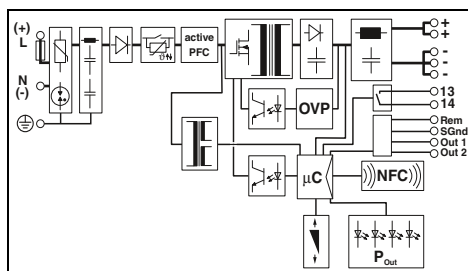 (+)
L
N
(-)
ϑ
active
PFC
+
+
-
-
-
OVP
13
14
Rem
SGnd
Out 1
Out 2
µC
NFC
P Out